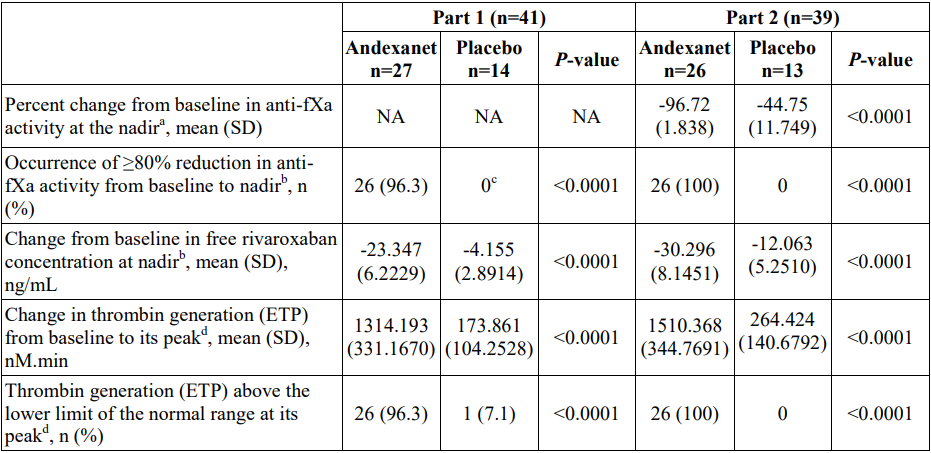 Part 1 (n=41) Part 2 (n=39)
Andexanet n=27 Placebo n=14 P-value Andexanet n=26 Placebo n=13 P-value
Percent change from baseline in anti-fXa
activity at the nadirᵃ, mean (SD) NA NA NA -96.72 (1.838) -44.75 (11.749) <0.0001
Occurrence of ≥80% reduction in anti-
fXa activity from baseline to nadirᵇ, n
(%) 26 (96.3) 0ᶜ <0.0001 26 (100) 0 <0.0001
Change from baseline in free rivaroxaban
concentration at nadirᵇ, mean (SD),
ng/mL -23.347 (6.2229) -4.155 (2.8914) <0.0001 -30.296 (8.1451) -12.063 (5.2510) <0.0001
Change in thrombin generation (ETP)
from baseline to its peakᵈ, mean (SD),
nM.min 1314.193 (331.1670) 173.861 (104.2528) <0.0001 1510.368 (344.7691) 264.424 (140.6792) <0.0001
Thrombin generation (ETP) above the
lower limit of the normal range at its
peakᵈ, n (%) 26 (96.3) 1 (7.1) <0.0001 26 (100) 0 <0.0001